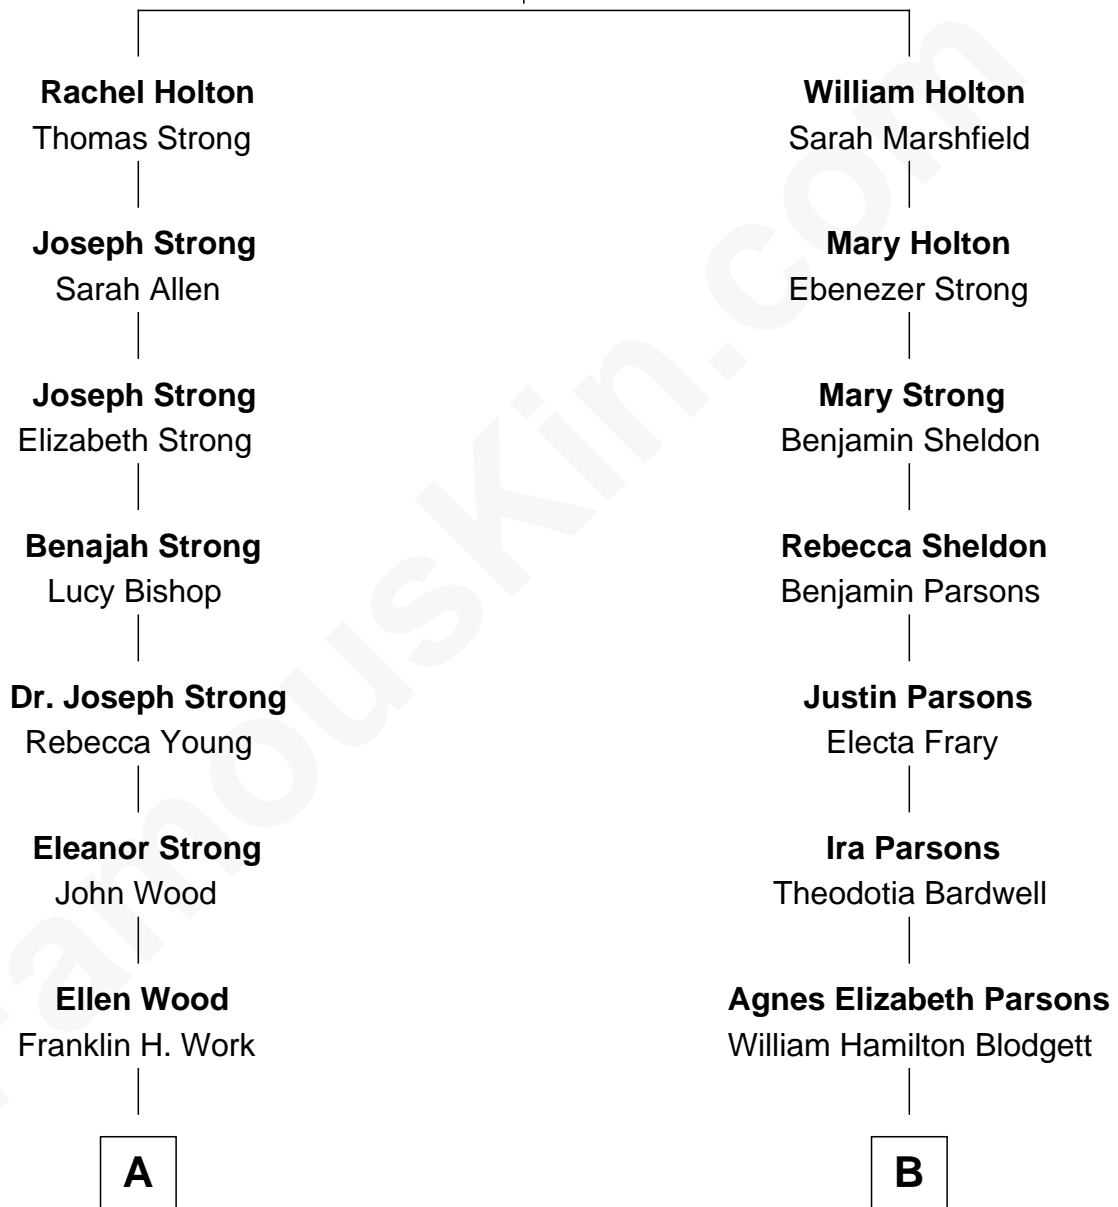 Rachel Holton
Thomas Strong
William Holton
Sarah Marshfield
Joseph Strong
Sarah Allen
Mary Holton
Ebenezer Strong
Joseph Strong
Elizabeth Strong
Mary Strong
Benjamin Sheldon
Benajah Strong
Lucy Bishop
Rebecca Sheldon
Benjamin Parsons
Dr. Joseph Strong
Rebecca Young
Justin Parsons
Electa Frary
Eleanor Strong
John Wood
Ira Parsons
Theodotia Bardwell
Ellen Wood
Franklin H. Work
Agnes Elizabeth Parsons
William Hamilton Blodgett
A
B
FamousKin.com